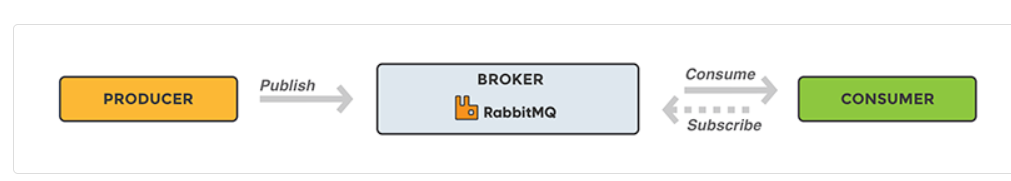 PRODUCER
Publish
BROKER
RabbitMQ
Consume
Subscribe
CONSUMER